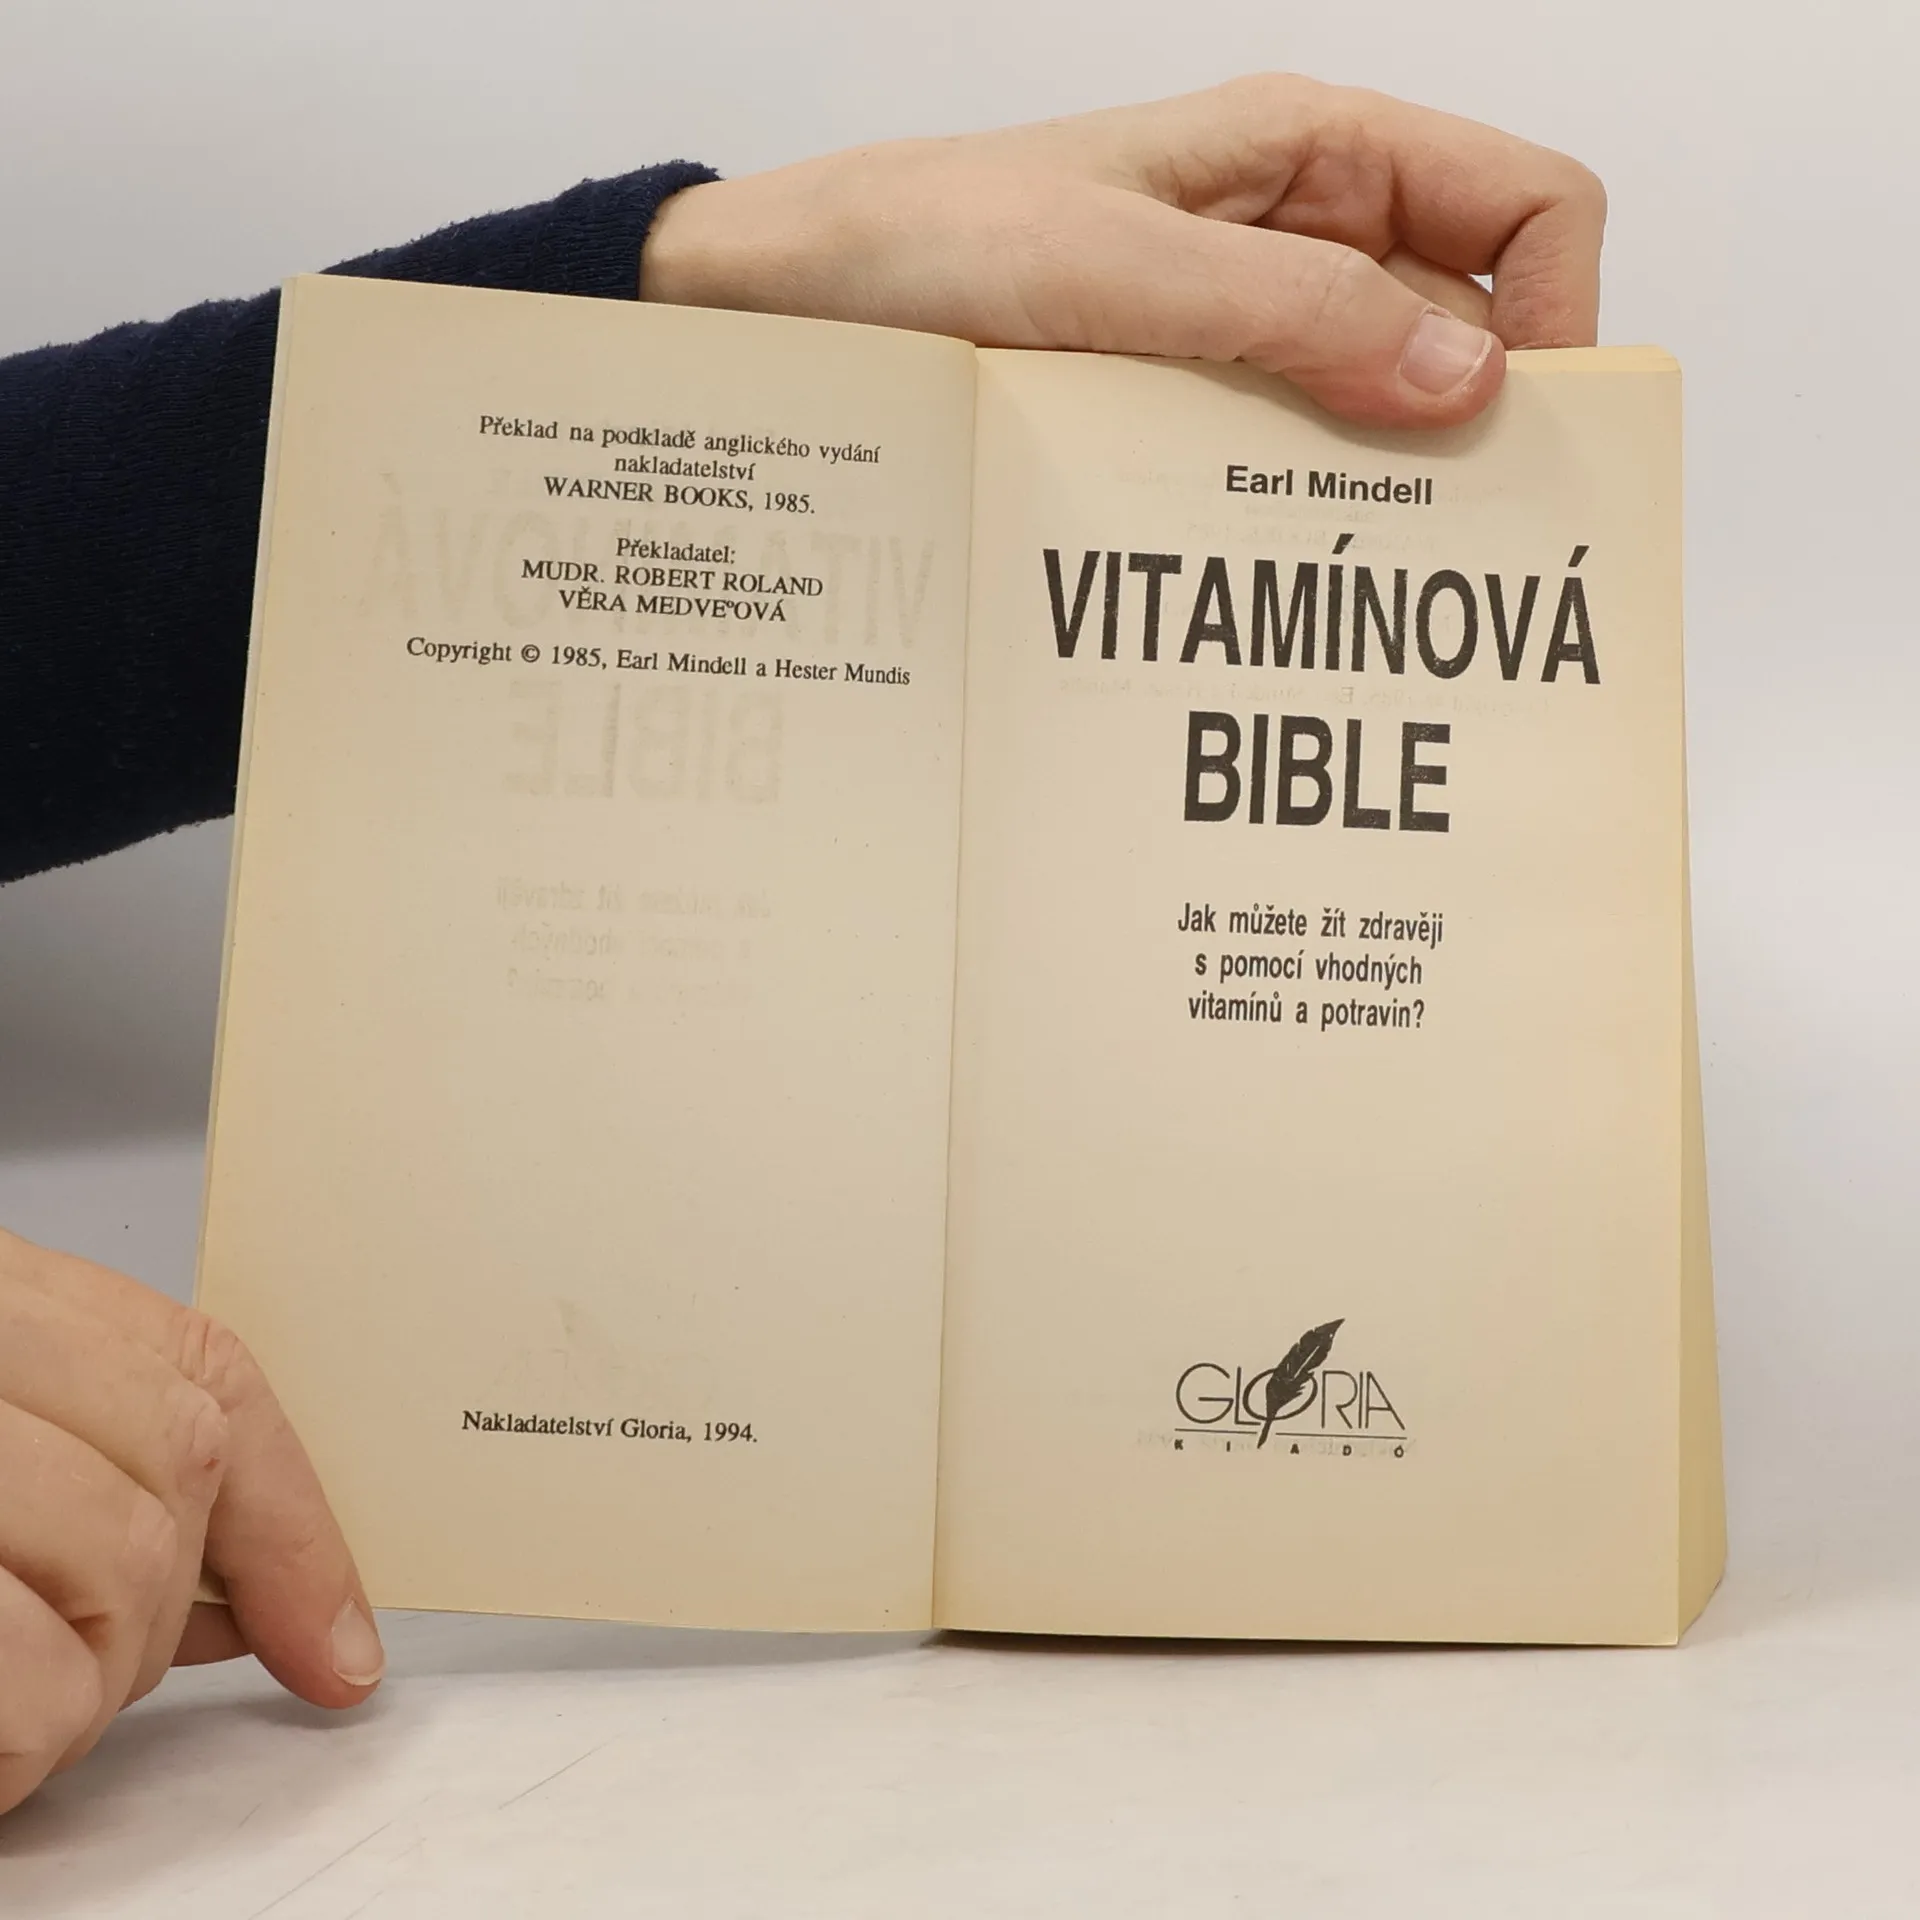 Překlad na podkladě anglického vydání
nakladatelství
WARNER BOOKS, 1985.
Překladatel:
MUDR. ROBERT ROLAND
VĚRA MEDVEºOVÁ
Copyright © 1985, Earl Mindell a Hester Mundis
Nakladatelství Gloria, 1994.
Earl Mindell
VITAMÍNOVÁ
BIBLE
Jak můžete žít zdravěji
s pomocí vhodných
vitamínů a potravin?
GLORIA
KIADÓ